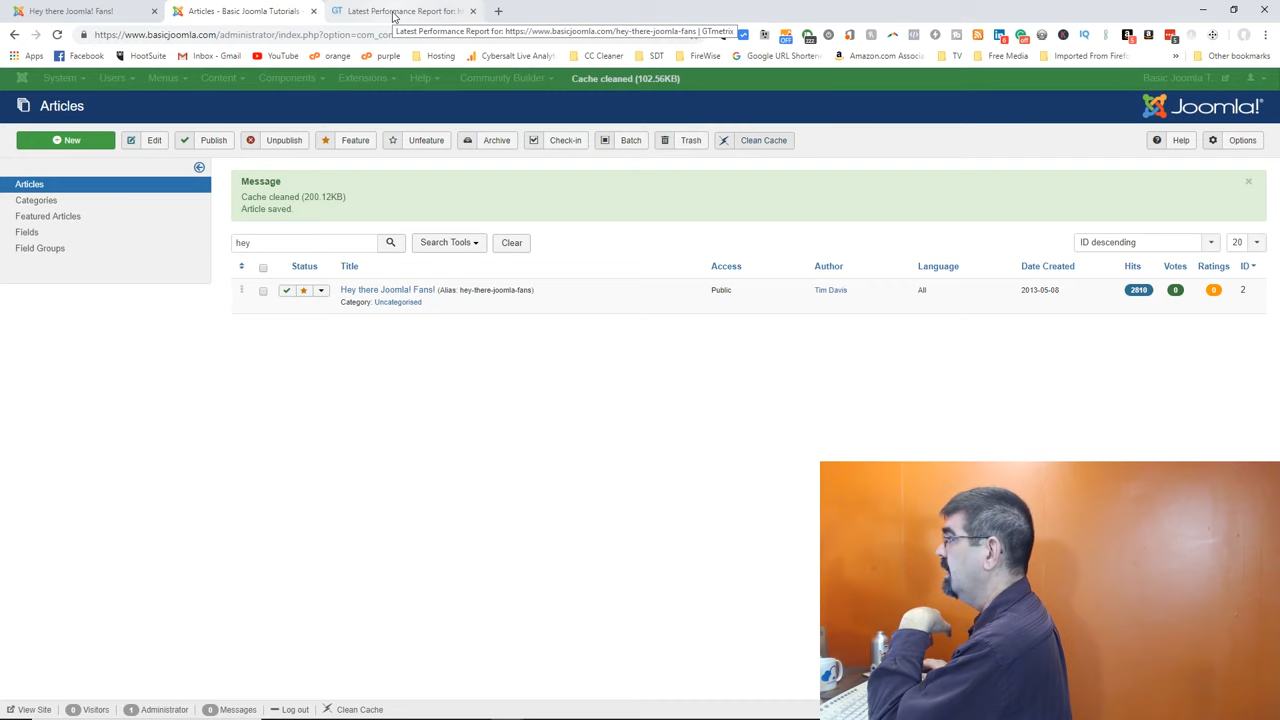 Hey there Joomla! Fans!
Articles - Basic Joomla Tutorials
GT Latest Performance Report for: h
Latest Performance Report for: https://www.basicjoomla.com/hey-there-joomla-fans | GTmetrix
https://www.basicjoomla.com/administrator/index.php?option=com_con
Apps Facebook HootSuite Inbox - Gmail YouTube orange purple Hosting Cybersalt Live Analyt CC Cleaner SDT FireWise Google URL Shortene Amazon.com Associa TV Free Media Imported From Firef » Other bookmarks
System Users Menus Content Components Extensions Help Community Builder Cache cleaned (102.56KB) Basic Joomla T...
Articles Joomla!
New Edit Publish Unpublish Feature Unfeature Archive Check-in Batch Trash Clean Cache Help Options
Articles
Categories
Featured Articles
Fields
Field Groups
Message ×
Cache cleaned (200.12KB)
Article saved.
hey Search Tools Clear ID descending 20
Status Title Access Author Language Date Created Hits Votes Ratings ID
Hey there Joomla! Fans! (Alias: hey-there-joomla-fans) Public Tim Davis All 2013-05-08 2810 0 0 2
Category: Uncategorised
View Site 0 Visitors 1 Administrator 0 Messages Log out Clean Cache